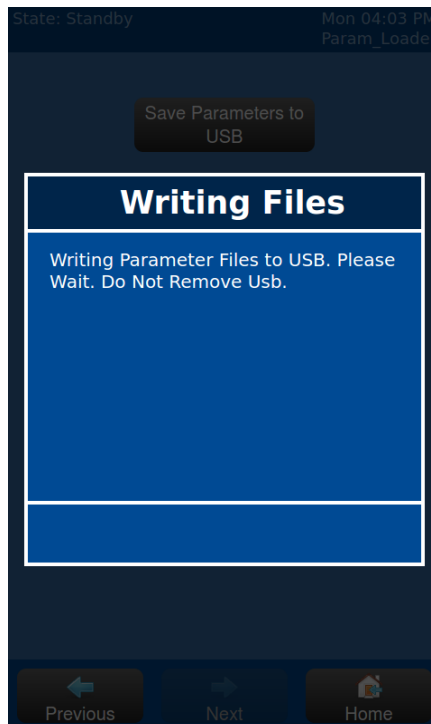 State: Standby
Mon 04:03 PM
Param_Loade
Save Parameters to
USB
Writing Files
Writing Parameter Files to USB. Please
Wait. Do Not Remove Usb.
Previous
Next
Home